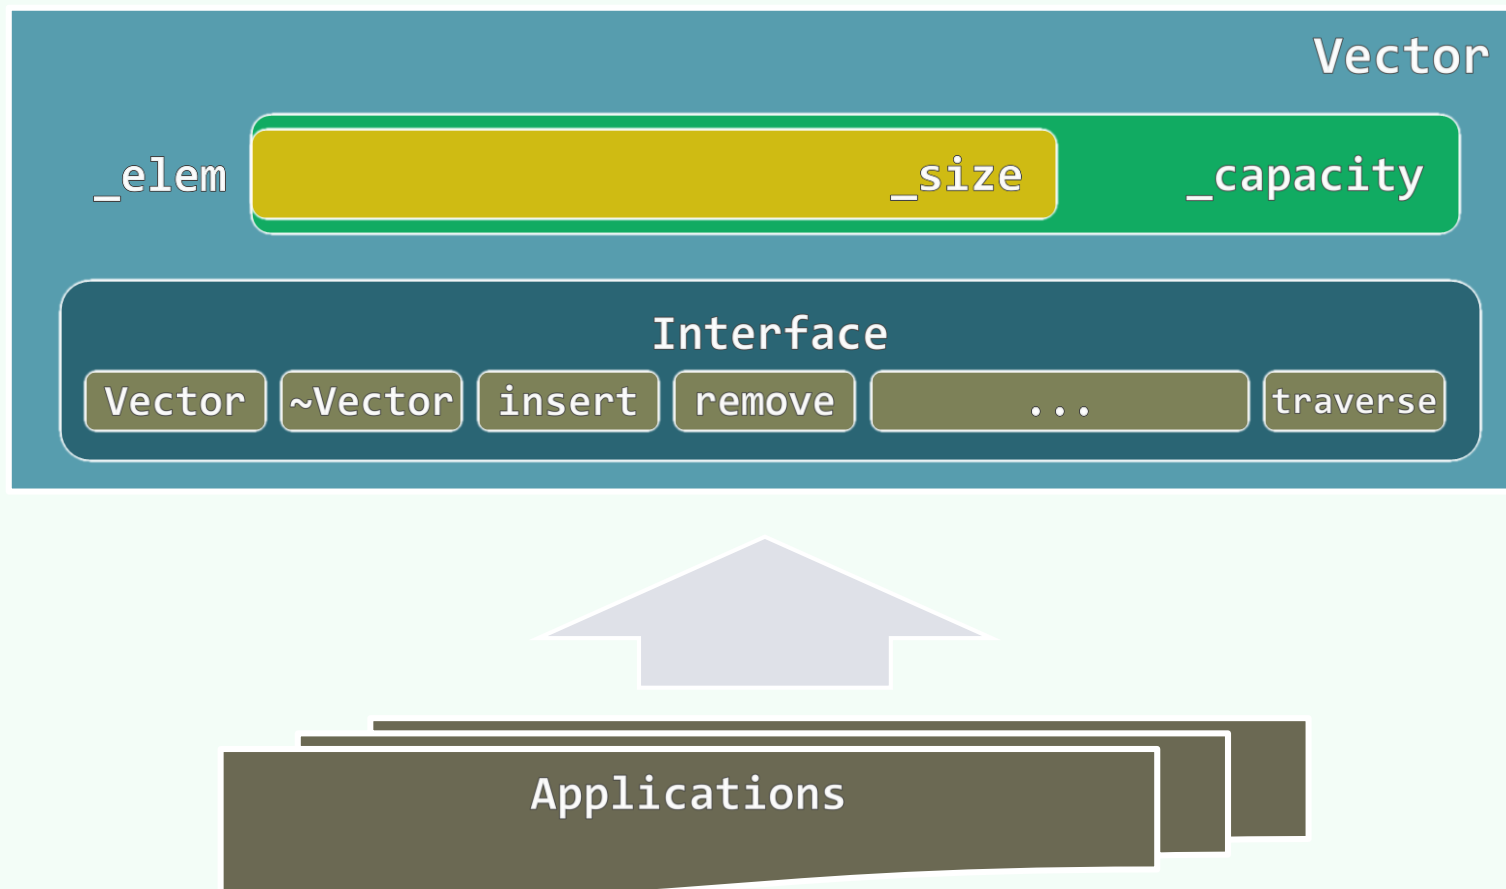 Vector
_elem _size _capacity
Interface
Vector ~Vector insert remove ... traverse
Applications